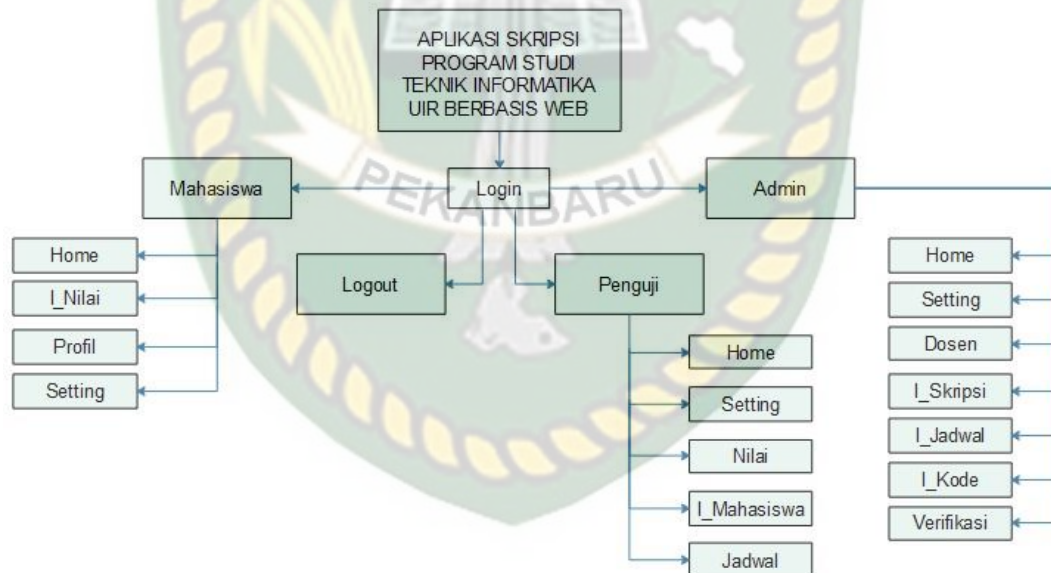 APLIKASI SKRIPSI
PROGRAM STUDI
TEKNIK INFORMATIKA
UIR BERBASIS WEB
Mahasiswa
Login
Admin
PEKANBARU
Home
I_Nilai
Profil
Setting
Logout
Penguji
Home
Setting
Nilai
I_Mahasiswa
Jadwal
Home
Setting
Dosen
I_Skripsi
I_Jadwal
I_Kode
Verifikasi